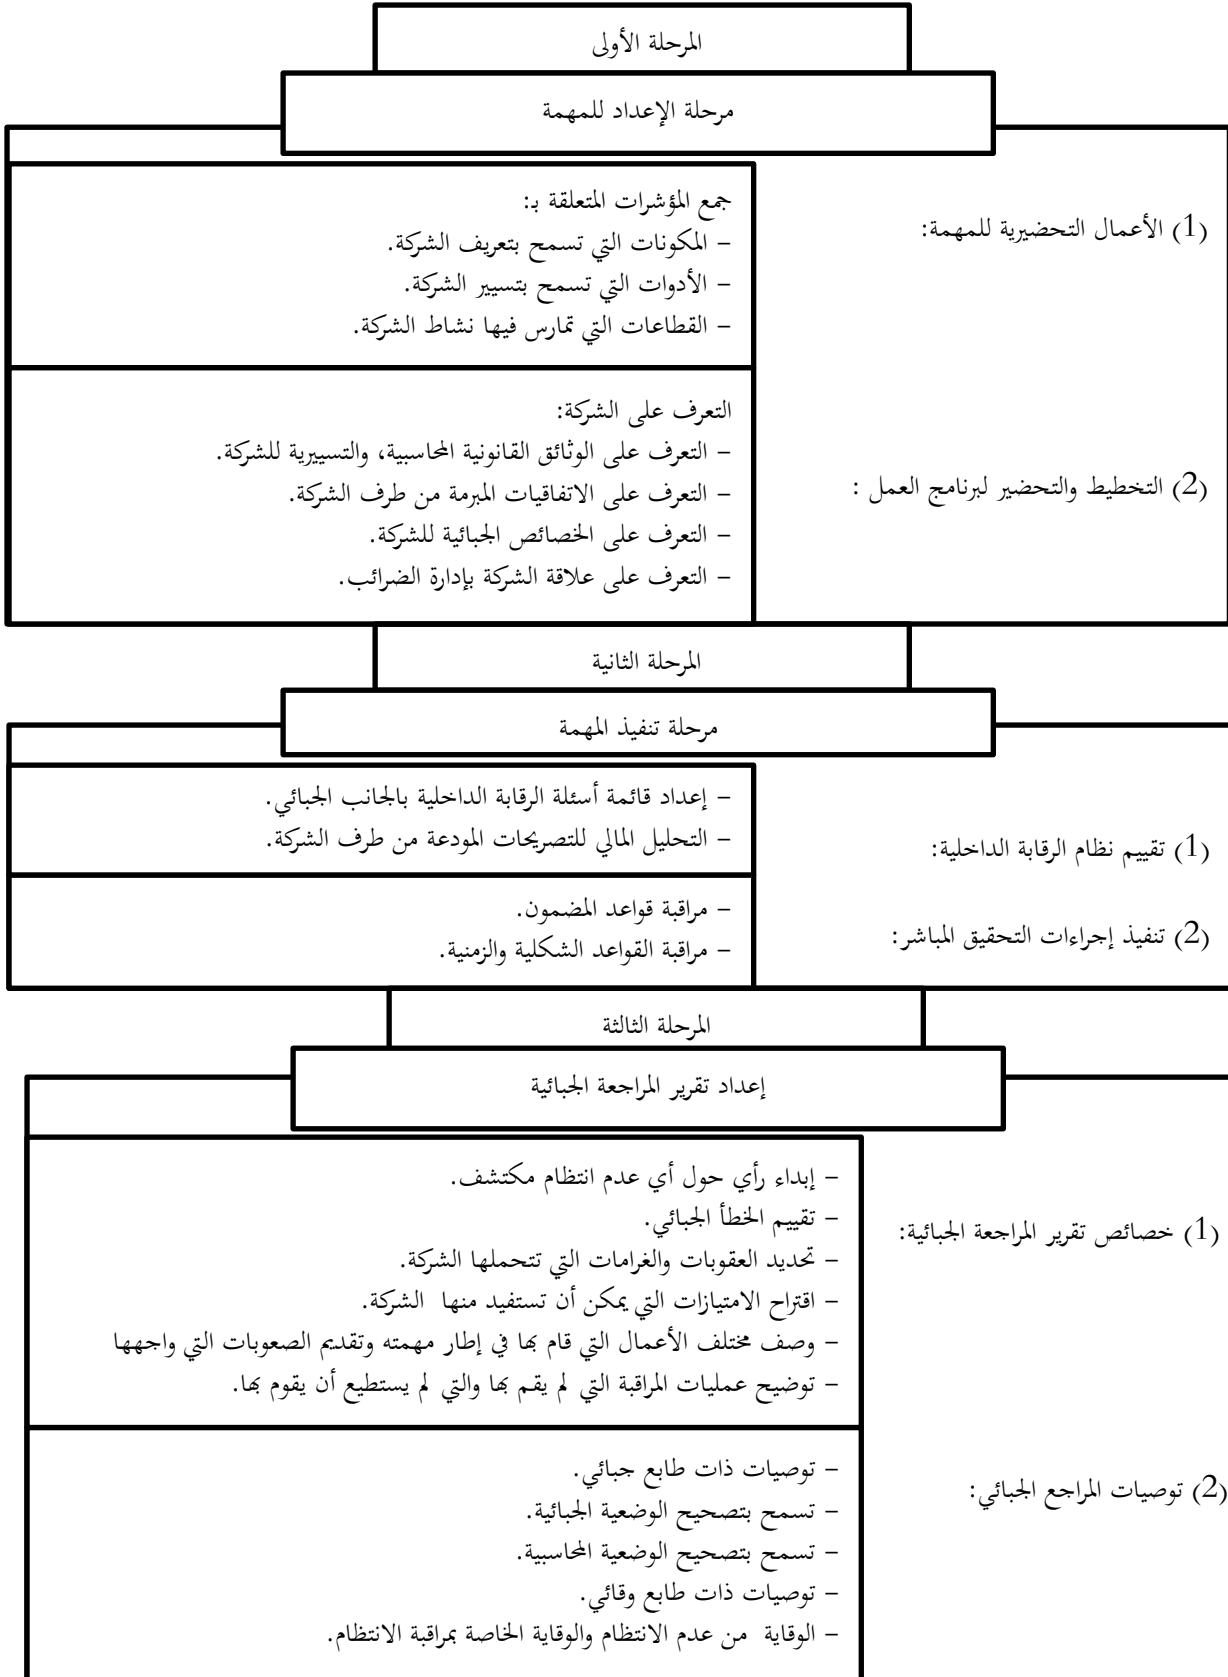 المرحلة الأولى
مرحلة الإعداد للمهمة
(1) الأعمال التحضيرية للمهمة:
جمع المؤشرات المتعلقة بـ:
– المكونات التي تسمح بتعريف الشركة.
– الأدوات التي تسمح بتسيير الشركة.
– القطاعات التي تمارس فيها نشاط الشركة.
(2) التخطيط والتحضير لبرنامج العمل :
التعرف على الشركة:
– التعرف على الوثائق القانونية المحاسبية، والتسييرية للشركة.
– التعرف على الاتفاقيات المبرمة من طرف الشركة.
– التعرف على الخصائص الجبائية للشركة.
– التعرف على علاقة الشركة بإدارة الضرائب.
المرحلة الثانية
مرحلة تنفيذ المهمة
(1) تقييم نظام الرقابة الداخلية:
– إعداد قائمة أسئلة الرقابة الداخلية بالجانب الجبائي.
– التحليل المالي للتصريحات المودعة من طرف الشركة.
(2) تنفيذ إجراءات التحقيق المباشر:
– مراقبة قواعد المضمون.
– مراقبة القواعد الشكلية والزمنية.
المرحلة الثالثة
إعداد تقرير المراجعة الجبائية
(1) خصائص تقرير المراجعة الجبائية:
– إبداء رأي حول أي عدم انتظام مكتشف.
– تقييم الخطأ الجبائي.
– تحديد العقوبات والغرامات التي تتحملها الشركة.
– اقتراح الامتيازات التي يمكن أن تستفيد منها الشركة.
– وصف مختلف الأعمال التي قام بها في إطار مهمته وتقديم الصعوبات التي واجهها
– توضيح عمليات المراقبة التي لم يقم بها والتي لم يستطيع أن يقوم بها.
(2) توصيات المراجع الجبائي:
– توصيات ذات طابع جبائي.
– تسمح بتصحيح الوضعية الجبائية.
– تسمح بتصحيح الوضعية المحاسبية.
– توصيات ذات طابع وقائي.
– الوقاية من عدم الانتظام والوقاية الخاصة بمراقبة الانتظام.